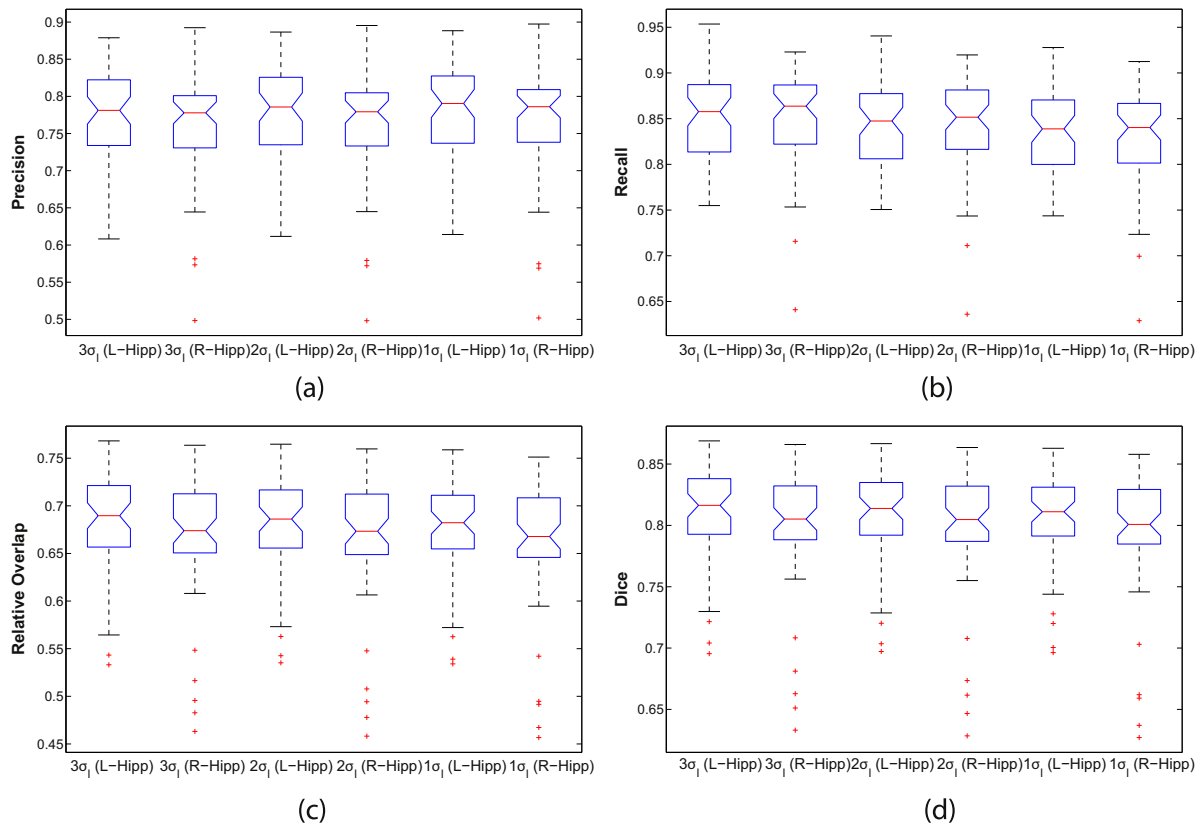 Precision
0.9
0.85
0.8
0.75
0.7
0.65
0.6
0.55
0.5
3σI (L−Hipp) 3σI (R−Hipp) 2σI (L−Hipp) 2σI (R−Hipp) 1σI (L−Hipp) 1σI (R−Hipp)
(a)
Recall
0.95
0.9
0.85
0.8
0.75
0.7
0.65
3σI (L−Hipp) 3σI (R−Hipp) 2σI (L−Hipp) 2σI (R−Hipp) 1σI (L−Hipp) 1σI (R−Hipp)
(b)
Relative Overlap
0.75
0.7
0.65
0.6
0.55
0.5
0.45
3σI (L−Hipp) 3σI (R−Hipp) 2σI (L−Hipp) 2σI (R−Hipp) 1σI (L−Hipp) 1σI (R−Hipp)
(c)
Dice
0.85
0.8
0.75
0.7
0.65
3σI (L−Hipp) 3σI (R−Hipp) 2σI (L−Hipp) 2σI (R−Hipp) 1σI (L−Hipp) 1σI (R−Hipp)
(d)